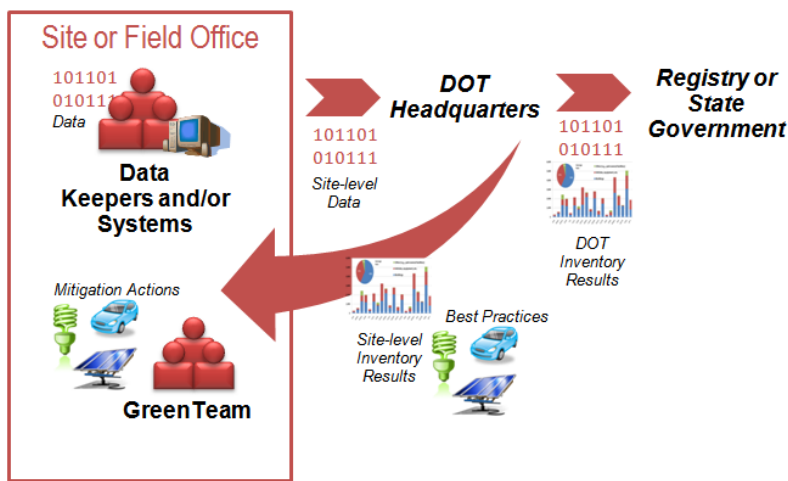 Site or Field Office
101101
010111
Data
Data
Keepers and/or
Systems
101101
010111
Site-level
Data
DOT
Headquarters
101101
010111
DOT
Inventory
Results
Registry or
State
Government
Mitigation Actions
GreenTeam
Site-level
Inventory
Results
Best Practices